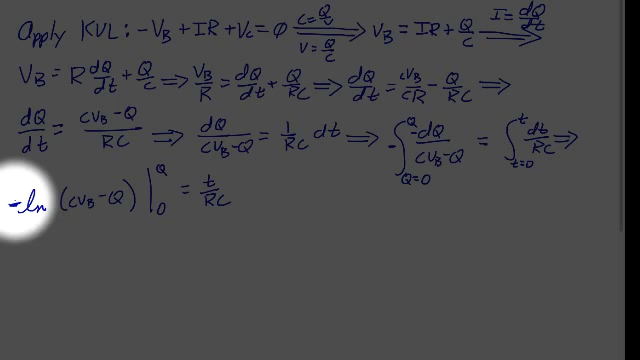 Apply KVL: -V_B + IR + V_C = 0 ⟹ (C = Q/V, V = Q/C) V_B = IR + Q/C ⟹ (I = dQ/dt)
V_B = R dQ/dt + Q/C ⟹ V_B/R = dQ/dt + Q/RC ⟹ dQ/dt = CV_B/CR - Q/RC ⟹
dQ/dt = CV_B-Q/RC ⟹ dQ/CV_B-Q = 1/RC dt ⟹ -∫_{Q=0}^{Q} -dQ/CV_B-Q = ∫_{t=0}^{t} dt/RC ⟹
-ln (CV_B-Q) |_0^Q = t/RC